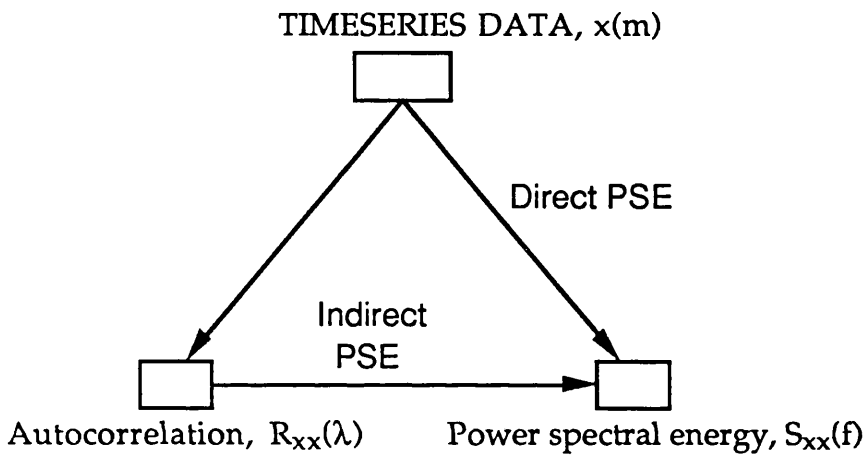 TIMESERIES DATA, x(m)
Direct PSE
Indirect
PSE
Autocorrelation, Rxx(λ)
Power spectral energy, Sxx(f)